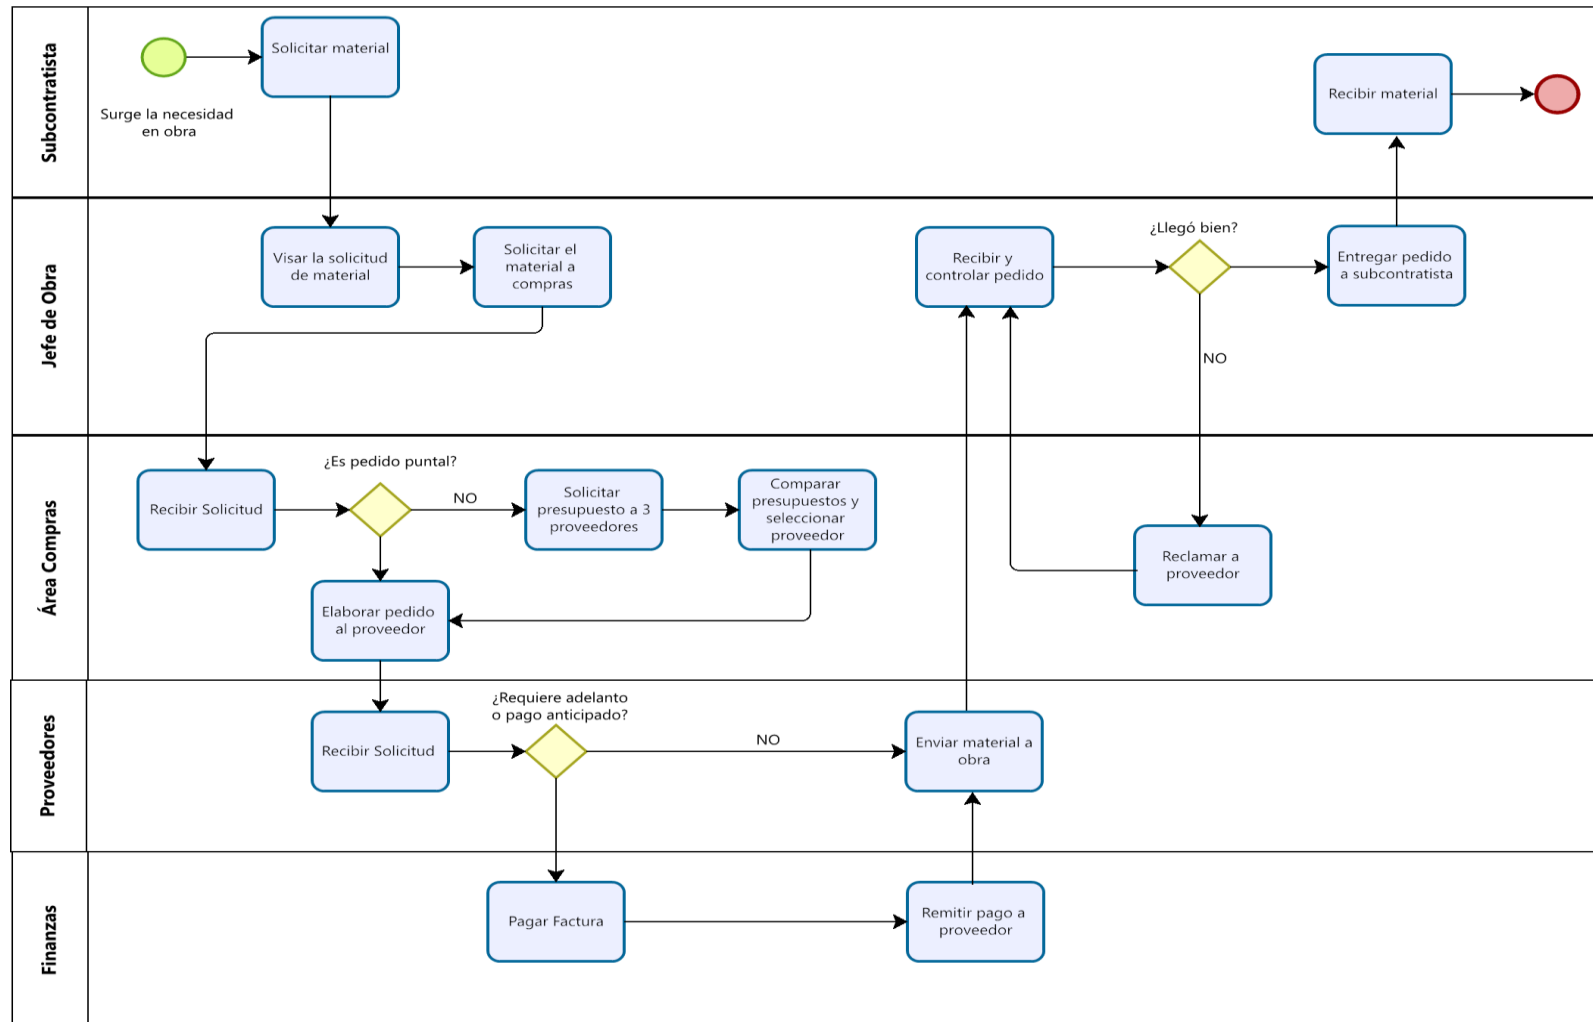 Subcontratista
Solicitar material
Surge la necesidad
en obra
Recibir material
Jefe de Obra
Visar la solicitud
de material
Solicitar el
material a
compras
Recibir y
controlar pedido
¿Llegó bien?
NO
Entregar pedido
a subcontratista
Área Compras
Recibir Solicitud
¿Es pedido puntal?
NO
Solicitar
presupuesto a 3
proveedores
Comparar
presupuestos y
seleccionar
proveedor
Elaborar pedido
al proveedor
Reclamar a
proveedor
Proveedores
Recibir Solicitud
¿Requiere adelanto
o pago anticipado?
NO
Enviar material a
obra
Finanzas
Pagar Factura
Remitir pago a
proveedor